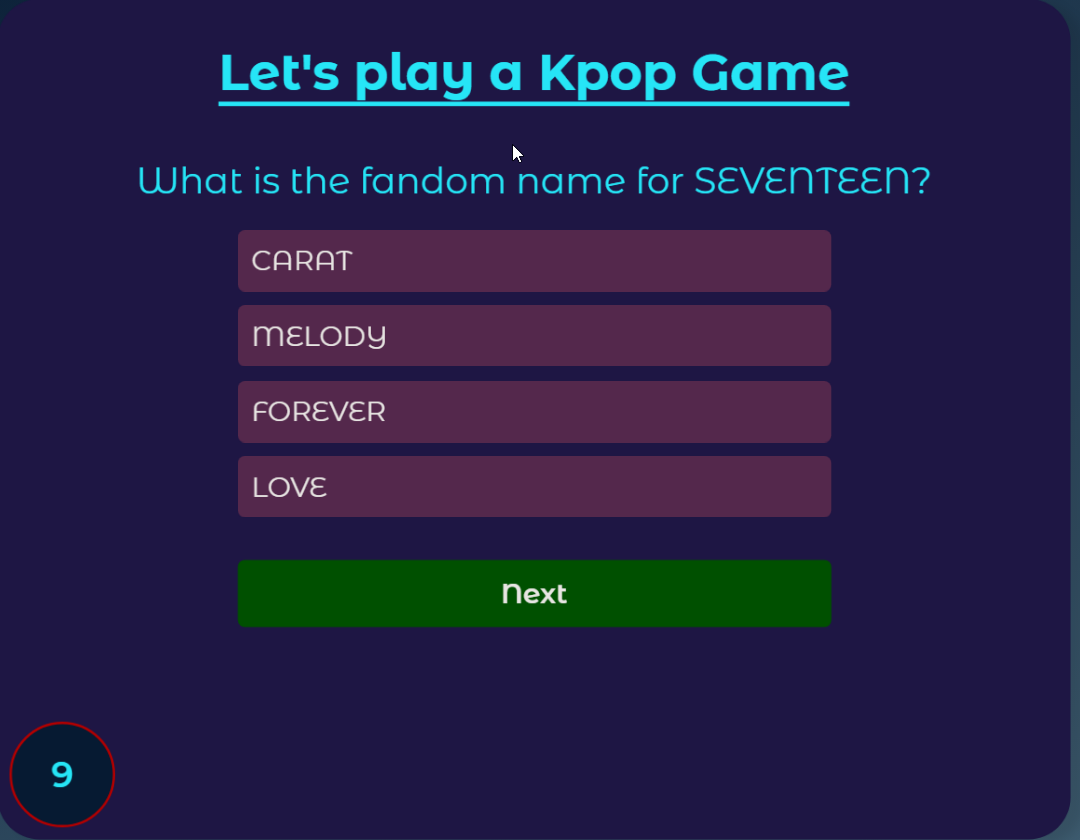 Let's play a Kpop Game
What is the fandom name for SEVENTEEN?
CARAT
MELODY
FOREVER
LOVE
Next
9